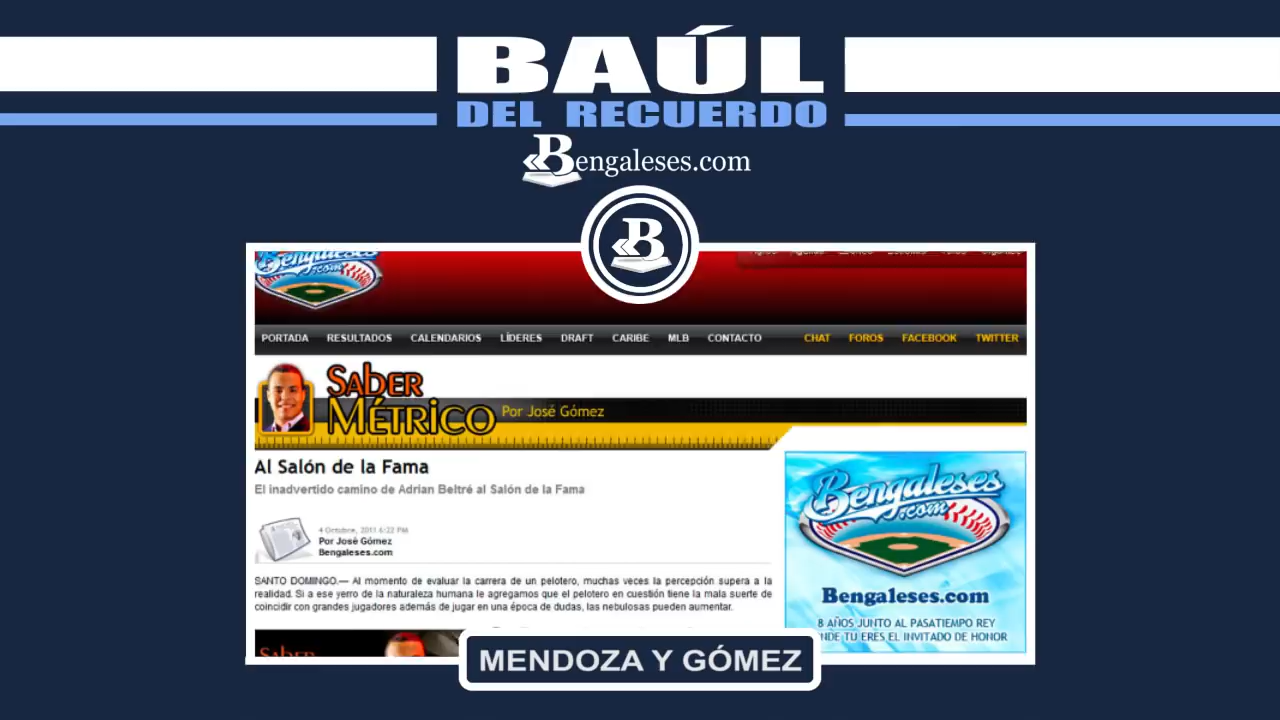 BAÚL
DEL RECUERDO
Bengaleses.com
B
Bengaleses
.com
PORTADA RESULTADOS CALENDARIOS LÍDERES DRAFT CARIBE MLB CONTACTO CHAT FOROS FACEBOOK TWITTER
SABER
MÉTRICO Por José Gómez
Al Salón de la Fama
El inadvertido camino de Adrian Beltré al Salón de la Fama
4 Octubre, 2011 6:22 PM
Por José Gómez
Bengaleses.com
SANTO DOMINGO.— Al momento de evaluar la carrera de un pelotero, muchas veces la percepción supera a la
realidad. Si a ese yerro de la naturaleza humana le agregamos que el pelotero en cuestión tiene la mala suerte de
coincidir con grandes jugadores además de jugar en una época de dudas, las nebulosas pueden aumentar.
Bengaleses
.com
Bengaleses.com
8 AÑOS JUNTO AL PASATIEMPO REY
NDE TU ERES EL INVITADO DE HONOR
SABER
MENDOZA Y GÓMEZ